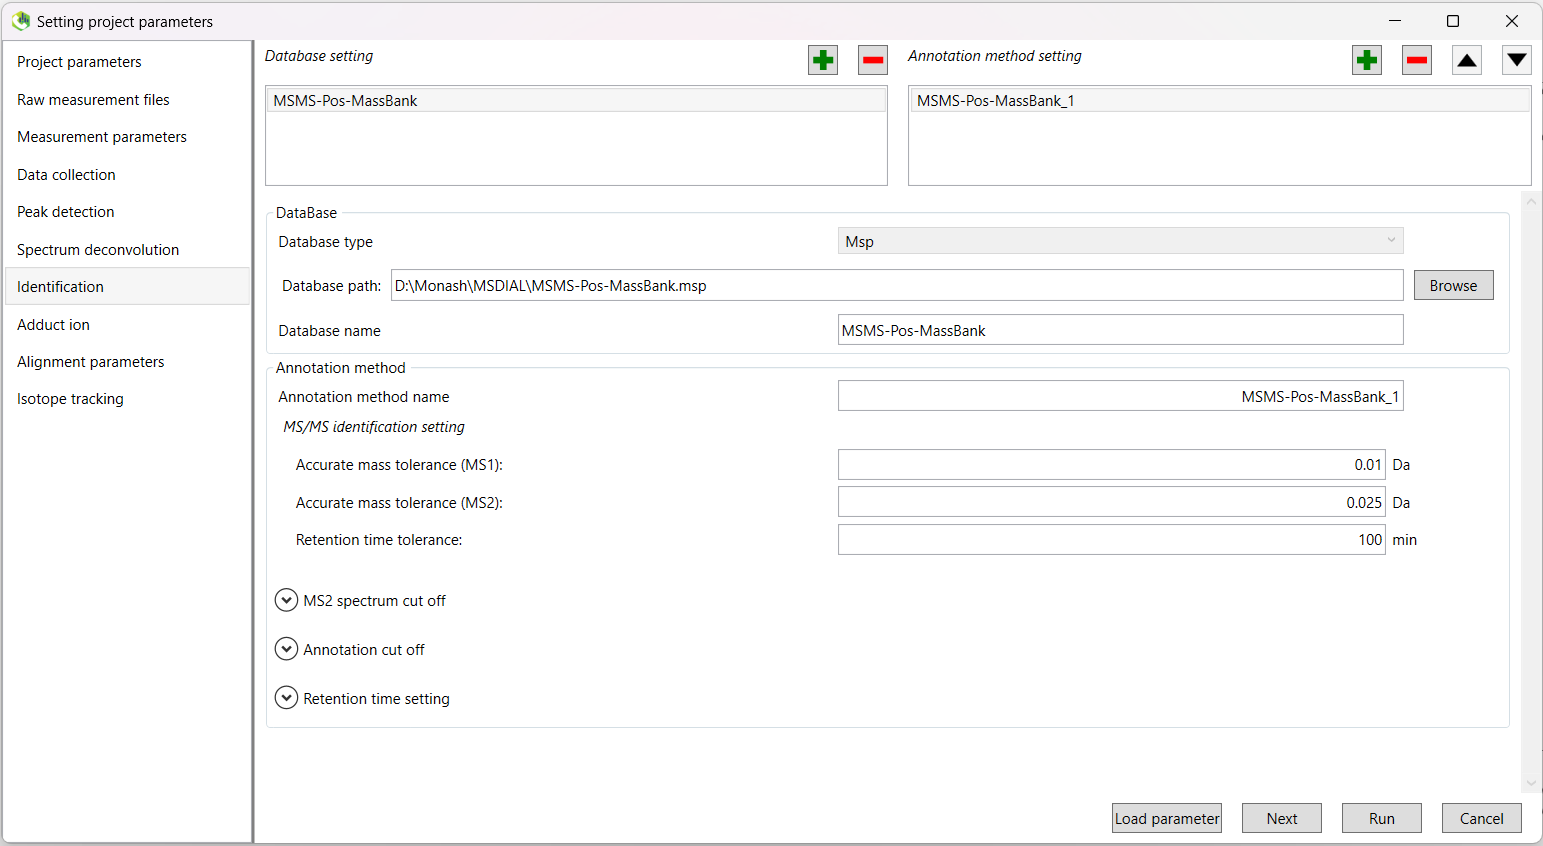 Setting project parameters
Project parameters
Raw measurement files
Measurement parameters
Data collection
Peak detection
Spectrum deconvolution
Identification
Adduct ion
Alignment parameters
Isotope tracking
Database setting
MSMS-Pos-MassBank
Annotation method setting
MSMS-Pos-MassBank_1
DataBase
Database type Msp
Database path: D:\Monash\MSDIAL\MSMS-Pos-MassBank.msp Browse
Database name MSMS-Pos-MassBank
Annotation method
Annotation method name MSMS-Pos-MassBank_1
MS/MS identification setting
Accurate mass tolerance (MS1): 0.01 Da
Accurate mass tolerance (MS2): 0.025 Da
Retention time tolerance: 100 min
MS2 spectrum cut off
Annotation cut off
Retention time setting
Load parameter Next Run Cancel